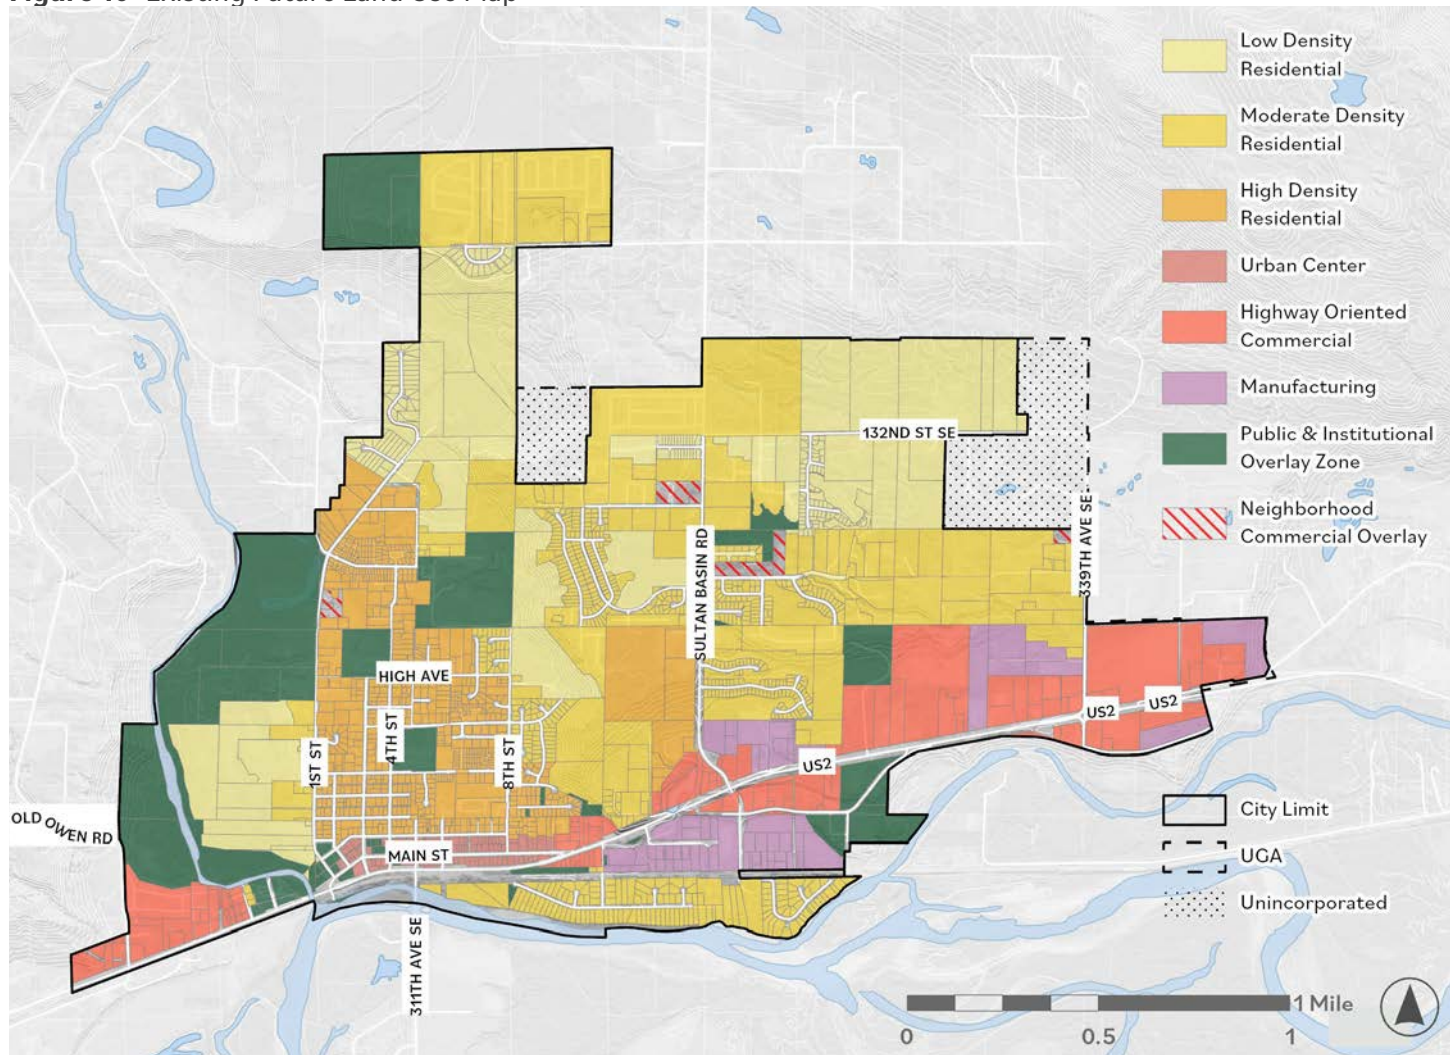 Low Density
Residential
Moderate Density
Residential
High Density
Residential
Urban Center
Highway Oriented
Commercial
Manufacturing
Public & Institutional
Overlay Zone
Neighborhood
Commercial Overlay
132ND ST SE
SULTAN BASIN RD
339TH AVE SE
HIGH AVE
1ST ST
4TH ST
8TH ST
US2
US2
US2
OLD OWEN RD
MAIN ST
311TH AVE SE
City Limit
UGA
Unincorporated
1 Mile
0
0.5
1